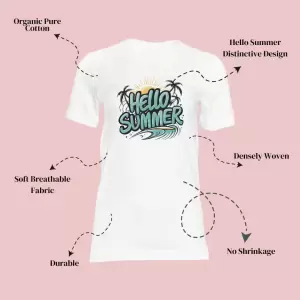 Organic Pure
Cotton
Hello Summer
Distinctive Design
HELLO
SUMMER
Densely Woven
Soft Breathable
Fabric
No Shrinkage
Durable